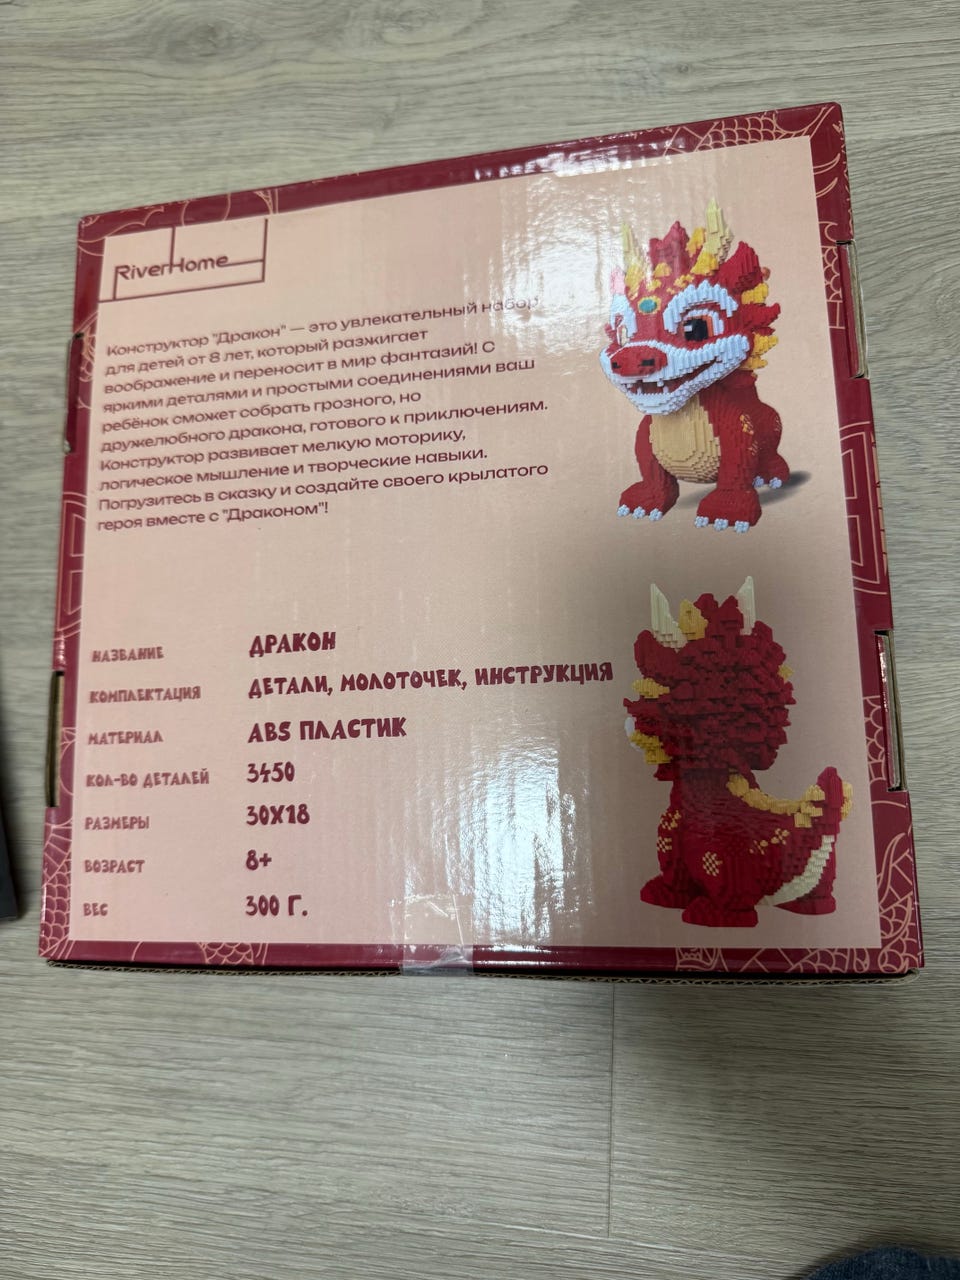 RiverHome
Конструктор "Дракон" — это увлекательный набор
для детей от 8 лет, который разжигает
воображение и переносит в мир фантазий! С
яркими деталями и простыми соединениями ваш
ребёнок сможет собрать грозного, но
дружелюбного дракона, готового к приключениям.
Конструктор развивает мелкую моторику,
логическое мышление и творческие навыки.
Погрузитесь в сказку и создайте своего крылатого
героя вместе с "Драконом"!
НАЗВАНИЕ ДРАКОН
КОМПЛЕКТАЦИЯ ДЕТАЛИ, МОЛОТОЧЕК, ИНСТРУКЦИЯ
МАТЕРИАЛ ABS ПЛАСТИК
КОЛ-ВО ДЕТАЛЕЙ 3450
РАЗМЕРЫ 30X18
ВОЗРАСТ 8+
ВЕС 300 Г.